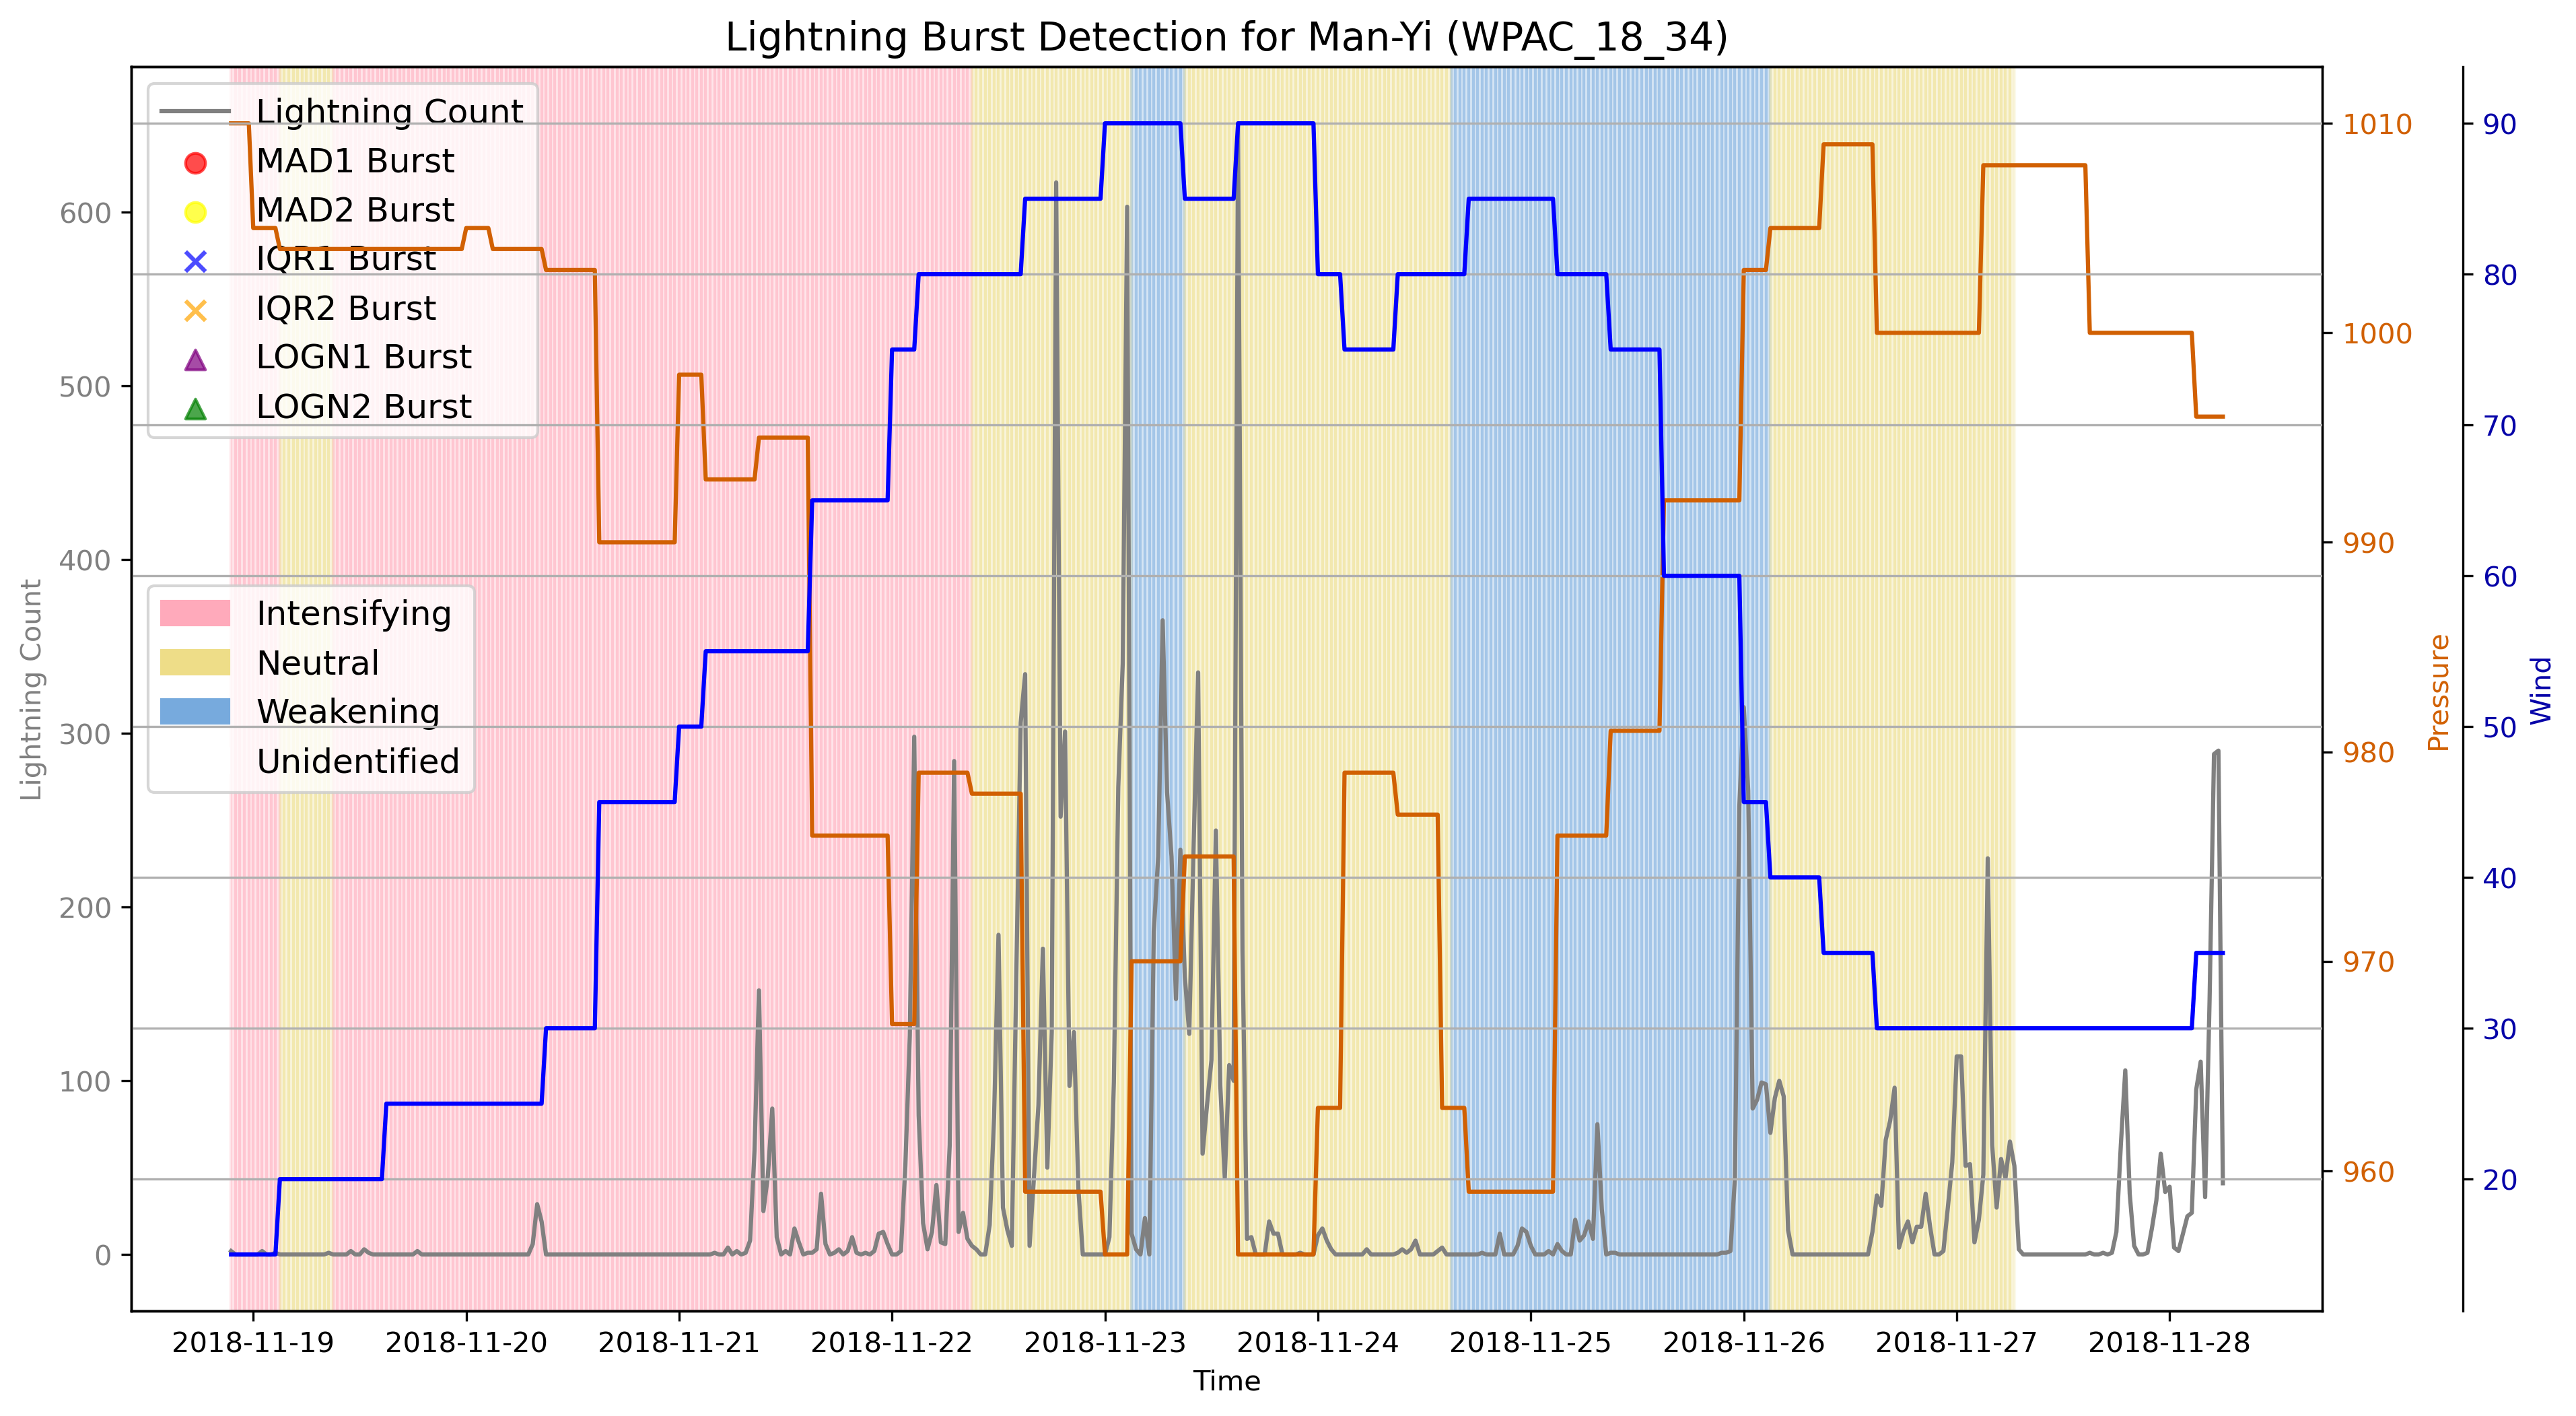 Lightning Burst Detection for Man-Yi (WPAC_18_34)
Lightning Count
MAD1 Burst
MAD2 Burst
IQR1 Burst
IQR2 Burst
LOGN1 Burst
LOGN2 Burst
Intensifying
Neutral
Weakening
Unidentified
Lightning Count
600
500
400
300
200
100
0
1010
1000
990
980
970
960
Pressure
90
80
70
60
50
40
30
20
Wind
2018-11-19 2018-11-20 2018-11-21 2018-11-22 2018-11-23 2018-11-24 2018-11-25 2018-11-26 2018-11-27 2018-11-28
Time